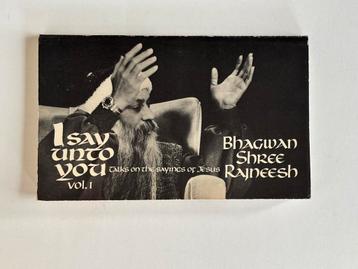 I say
unto
you
vol. I
talks on the sayings of Jesus
Bhagwan
Shree
Rajneesh